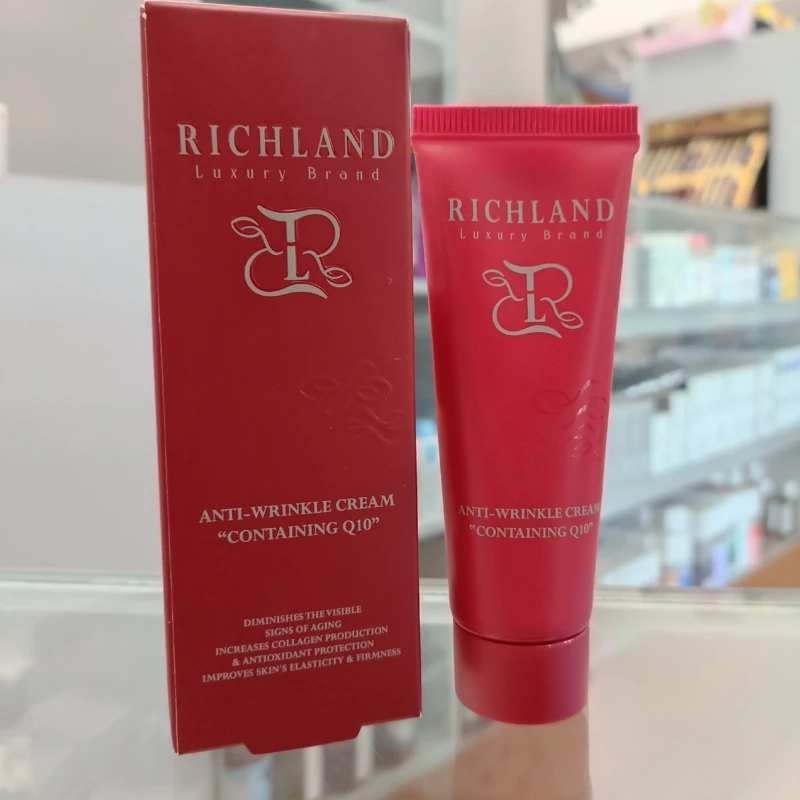 RICHLAND
Luxury Brand
ANTI-WRINKLE CREAM
“CONTAINING Q10”
DIMINISHES THE VISIBLE
SIGNS OF AGING
INCREASES COLLAGEN PRODUCTION
& ANTIOXIDANT PROTECTION
IMPROVES SKIN'S ELASTICITY & FIRMNESS
RICHLAND
Luxury Brand
ANTI-WRINKLE CREAM
“CONTAINING Q10”